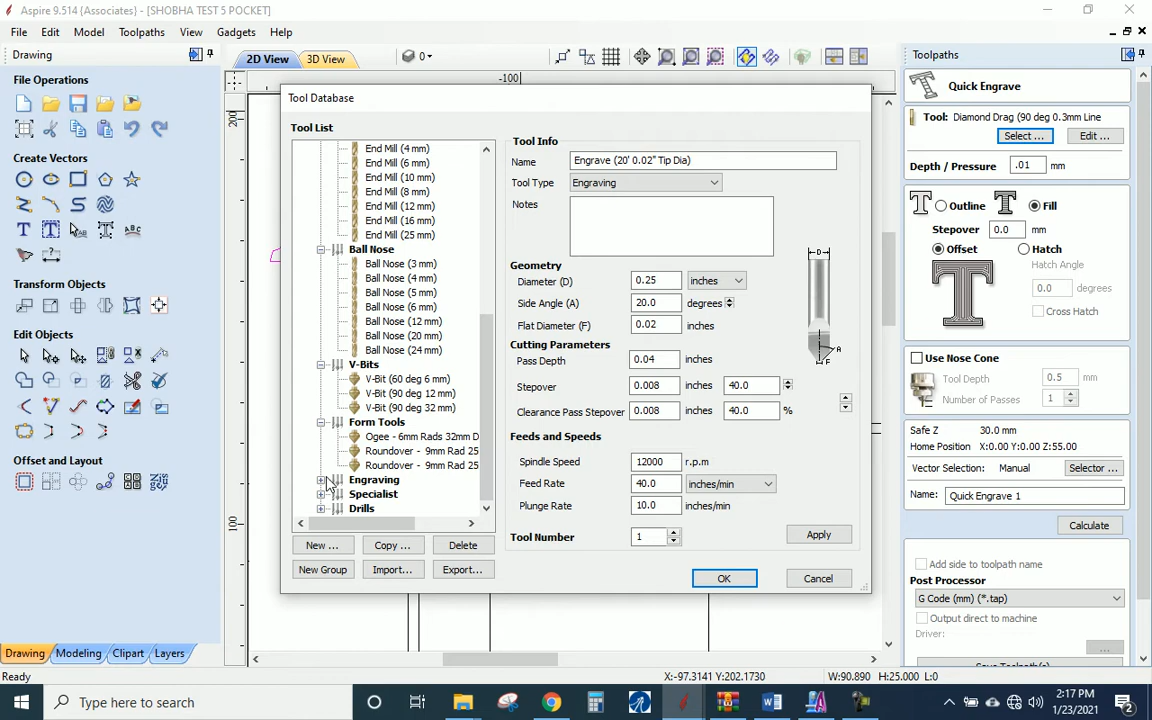 Aspire 9.514 {Associates} - [SHOBHA TEST 5 POCKET]
File Edit Model Toolpaths View Gadgets Help
Drawing
2D View 3D View
0
Toolpaths
File Operations
Create Vectors
Transform Objects
Edit Objects
Offset and Layout
Drawing Modeling Clipart Layers
-100
200
100
Tool Database
Tool List
End Mill (4 mm)
End Mill (6 mm)
End Mill (10 mm)
End Mill (8 mm)
End Mill (12 mm)
End Mill (16 mm)
End Mill (25 mm)
Ball Nose
Ball Nose (3 mm)
Ball Nose (4 mm)
Ball Nose (5 mm)
Ball Nose (6 mm)
Ball Nose (12 mm)
Ball Nose (20 mm)
Ball Nose (24 mm)
V-Bits
V-Bit (60 deg 6 mm)
V-Bit (90 deg 12 mm)
V-Bit (90 deg 32 mm)
Form Tools
Ogee - 6mm Rads 32mm D
Roundover - 9mm Rad 25
Roundover - 9mm Rad 25
Engraving
Specialist
Drills
New ... Copy ... Delete
New Group Import... Export...
Tool Info
Name Engrave (20' 0.02" Tip Dia)
Tool Type Engraving
Notes
Geometry
Diameter (D) 0.25 inches
Side Angle (A) 20.0 degrees
Flat Diameter (F) 0.02 inches
D
A
F
Cutting Parameters
Pass Depth 0.04 inches
Stepover 0.008 inches 40.0
Clearance Pass Stepover 0.008 inches 40.0 %
Feeds and Speeds
Spindle Speed 12000 r.p.m
Feed Rate 40.0 inches/min
Plunge Rate 10.0 inches/min
Tool Number 1 Apply
OK Cancel
Quick Engrave
Tool: Diamond Drag (90 deg 0.3mm Line
Select ... Edit ...
Depth / Pressure .01 mm
Outline Fill
Stepover 0.0 mm
Offset Hatch
Hatch Angle
0.0 degrees
Cross Hatch
Use Nose Cone
Tool Depth 0.5 mm
Number of Passes 1
Safe Z 30.0 mm
Home Position X:0.00 Y:0.00 Z:55.00
Vector Selection: Manual Selector ...
Name: Quick Engrave 1
Calculate
Add side to toolpath name
Post Processor
G Code (mm) (*.tap)
Output direct to machine
Driver:
...
Ready X:-97.3141 Y:202.1730 W:90.890 H:25.000 L:0
Type here to search
2:17 PM
1/23/2021
2